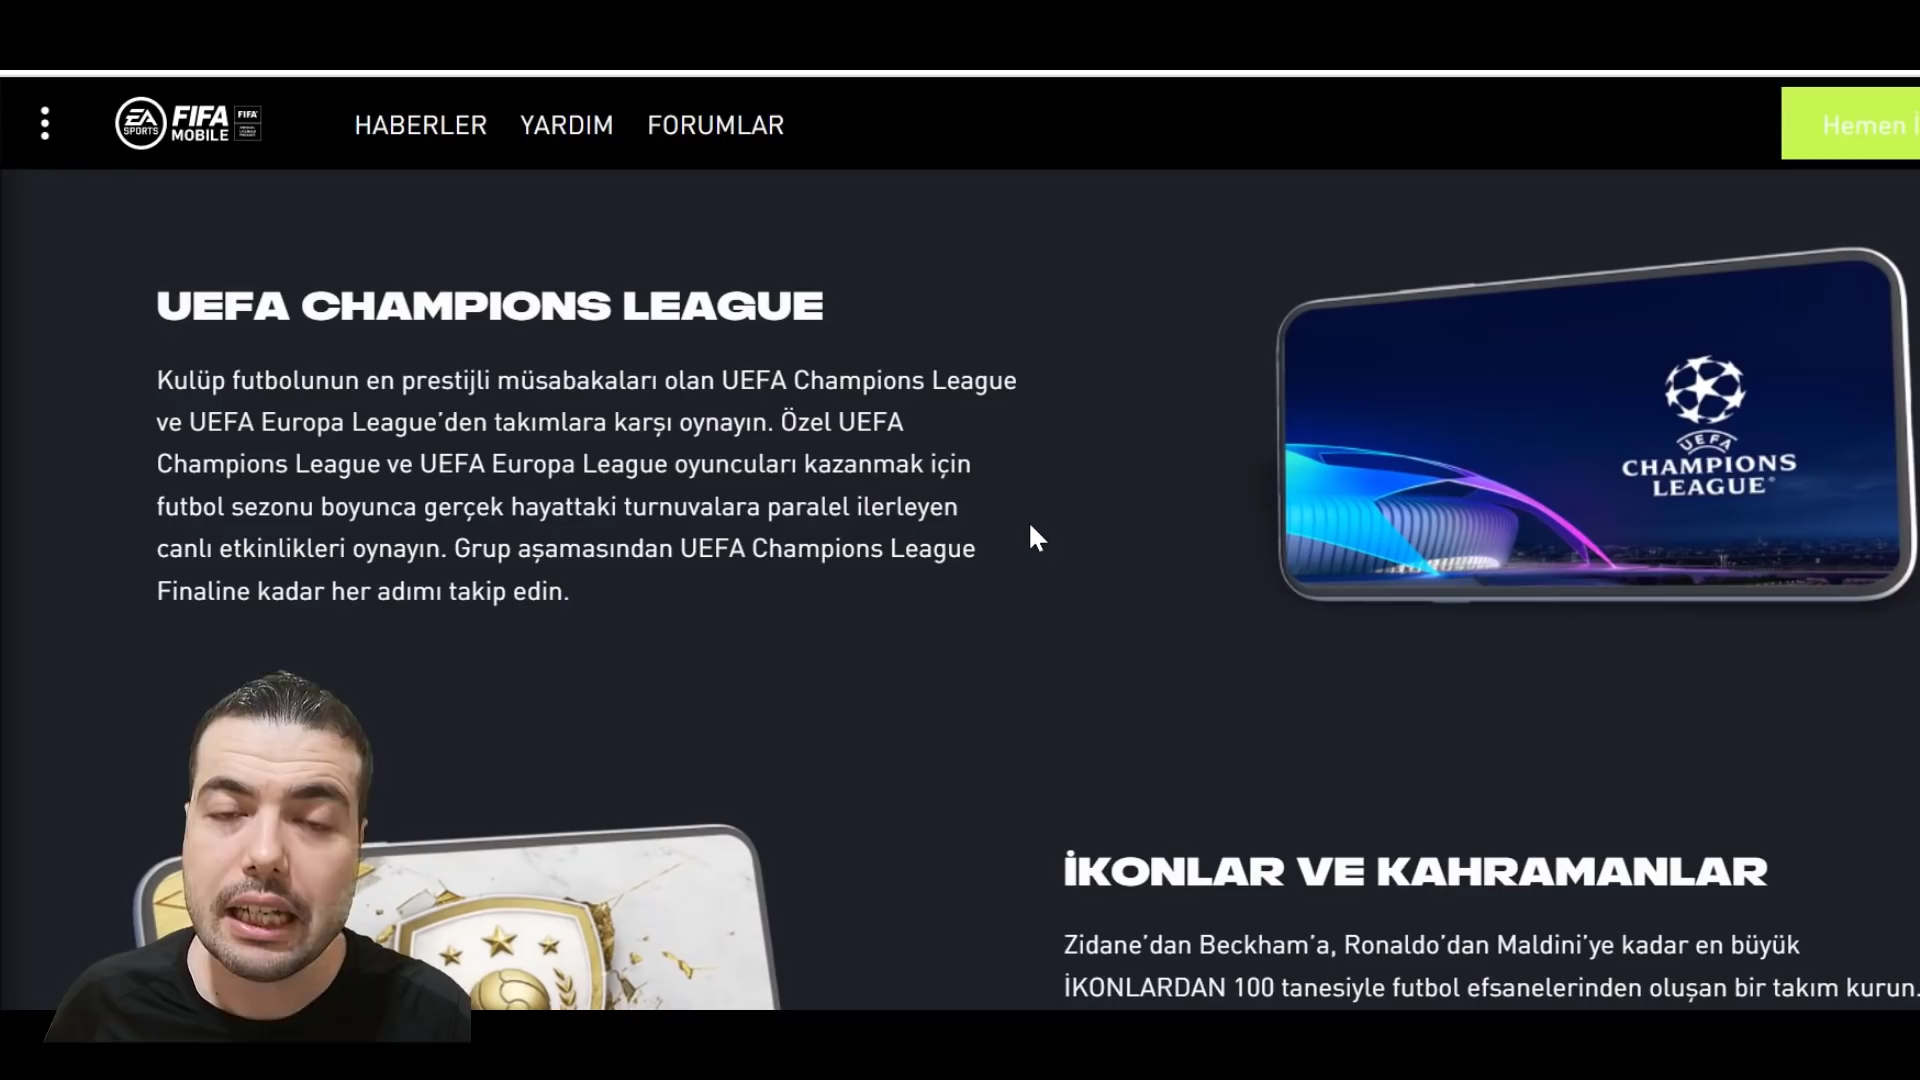 EA
SPORTS
FIFA
MOBILE
FIFA
HABERLER
YARDIM
FORUMLAR
Hemen İ
UEFA CHAMPIONS LEAGUE
Kulüp futbolunun en prestijli müsabakaları olan UEFA Champions League
ve UEFA Europa League’den takımlara karşı oynayın. Özel UEFA
Champions League ve UEFA Europa League oyuncuları kazanmak için
futbol sezonu boyunca gerçek hayattaki turnuvalara paralel ilerleyen
canlı etkinlikleri oynayın. Grup aşamasından UEFA Champions League
Finaline kadar her adımı takip edin.
UEFA
CHAMPIONS
LEAGUE
İKONLAR VE KAHRAMANLAR
Zidane’dan Beckham’a, Ronaldo’dan Maldini’ye kadar en büyük
İKONLARDAN 100 tanesiyle futbol efsanelerinden oluşan bir takım kurun.